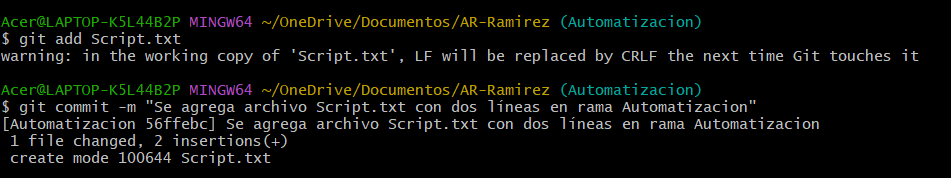 Acer@LAPTOP-K5L44B2P MINGW64 ~/OneDrive/Documentos/AR-Ramirez (Automatizacion)
$ git add Script.txt
warning: in the working copy of 'Script.txt', LF will be replaced by CRLF the next time Git touches it
Acer@LAPTOP-K5L44B2P MINGW64 ~/OneDrive/Documentos/AR-Ramirez (Automatizacion)
$ git commit -m "Se agrega archivo Script.txt con dos líneas en rama Automatizacion"
[Automatizacion 56ffebc] Se agrega archivo Script.txt con dos líneas en rama Automatizacion
1 file changed, 2 insertions(+)
create mode 100644 Script.txt